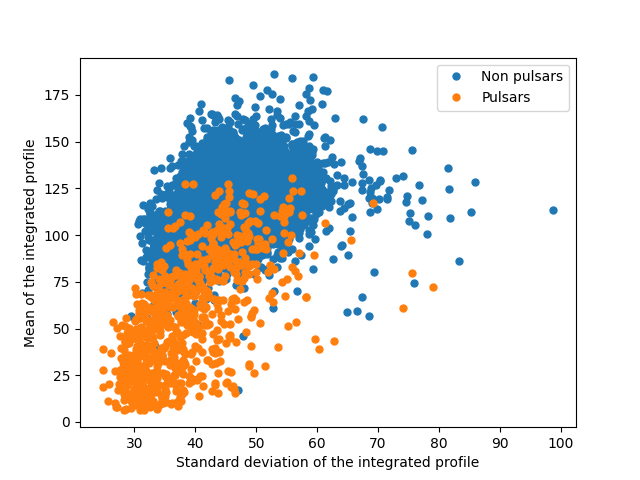 Non pulsars
Pulsars
175
150
125
100
75
50
25
0
Mean of the integrated profile
30 40 50 60 70 80 90 100
Standard deviation of the integrated profile